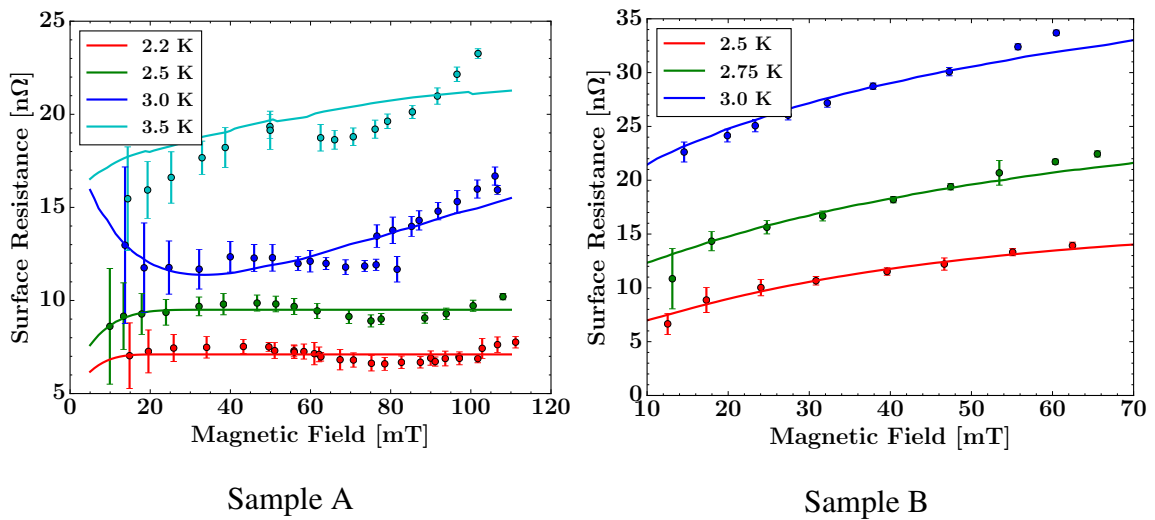 25
20
15
10
5
0
20
40
60
80
100
120
Surface Resistance [nΩ]
Magnetic Field [mT]
2.2 K
2.5 K
3.0 K
3.5 K
Sample A
35
30
25
20
15
10
5
0
10
20
30
40
50
60
70
Surface Resistance [nΩ]
Magnetic Field [mT]
2.5 K
2.75 K
3.0 K
Sample B